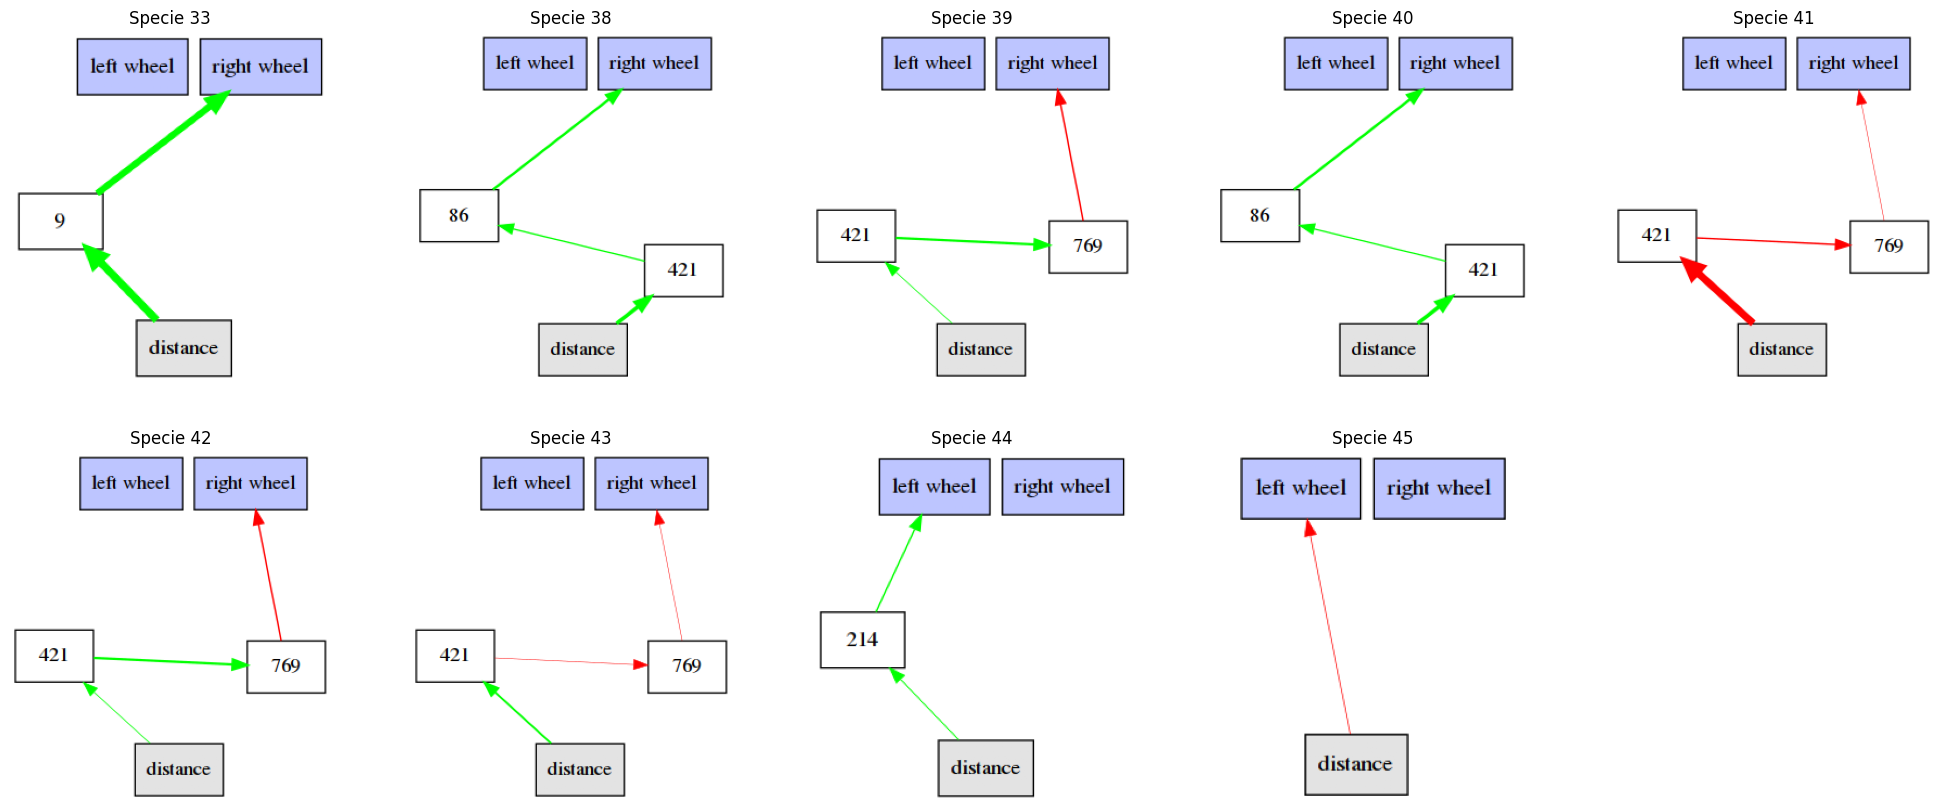 Specie 33
left wheel right wheel
9
distance
Specie 38
left wheel right wheel
86
421
distance
Specie 39
left wheel right wheel
421
769
distance
Specie 40
left wheel right wheel
86
421
distance
Specie 41
left wheel right wheel
421
769
distance
Specie 42
left wheel right wheel
421
769
distance
Specie 43
left wheel right wheel
421
769
distance
Specie 44
left wheel right wheel
214
distance
Specie 45
left wheel right wheel
distance